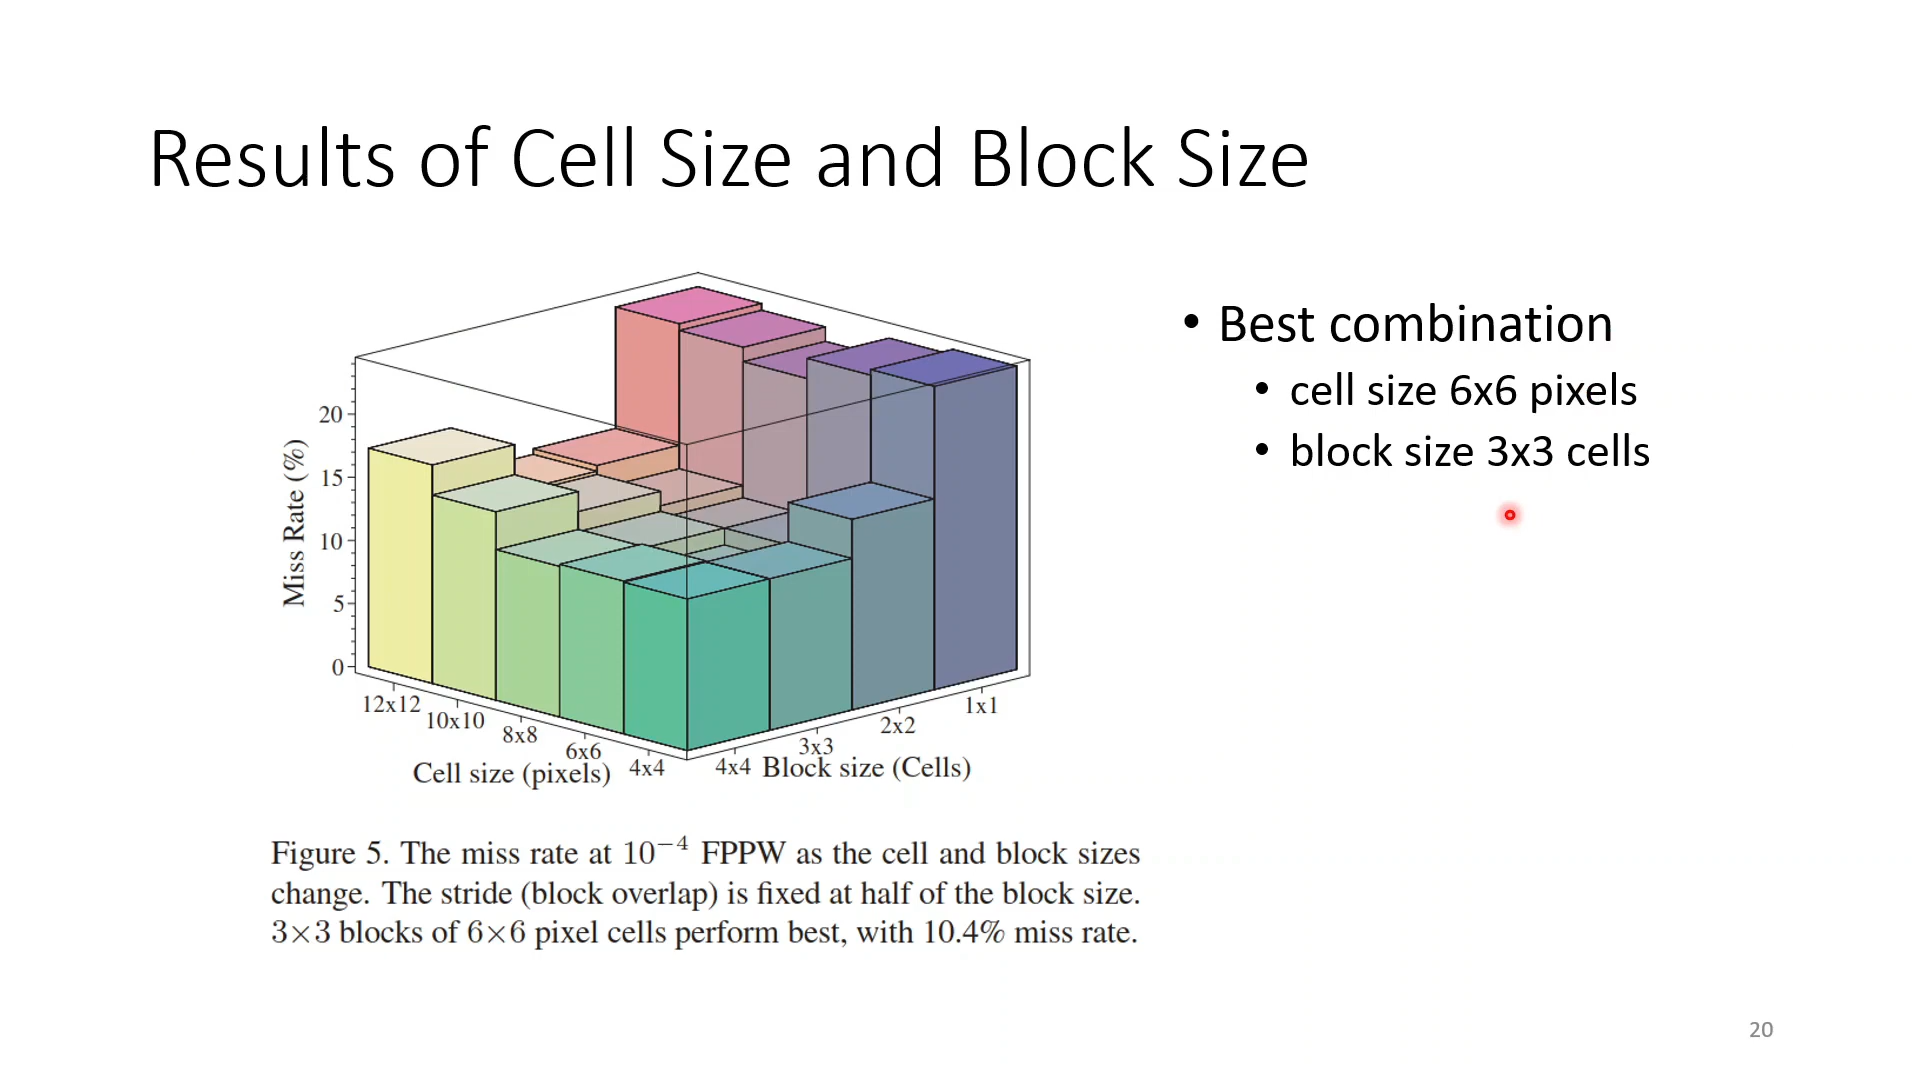 Results of Cell Size and Block Size
Miss Rate (%)
20
15
10
5
0
12x12
10x10
8x8
6x6
4x4
Cell size (pixels)
4x4
3x3
2x2
1x1
Block size (Cells)
Figure 5. The miss rate at 10⁻⁴ FPPW as the cell and block sizes
change. The stride (block overlap) is fixed at half of the block size.
3×3 blocks of 6×6 pixel cells perform best, with 10.4% miss rate.
• Best combination
• cell size 6x6 pixels
• block size 3x3 cells
20